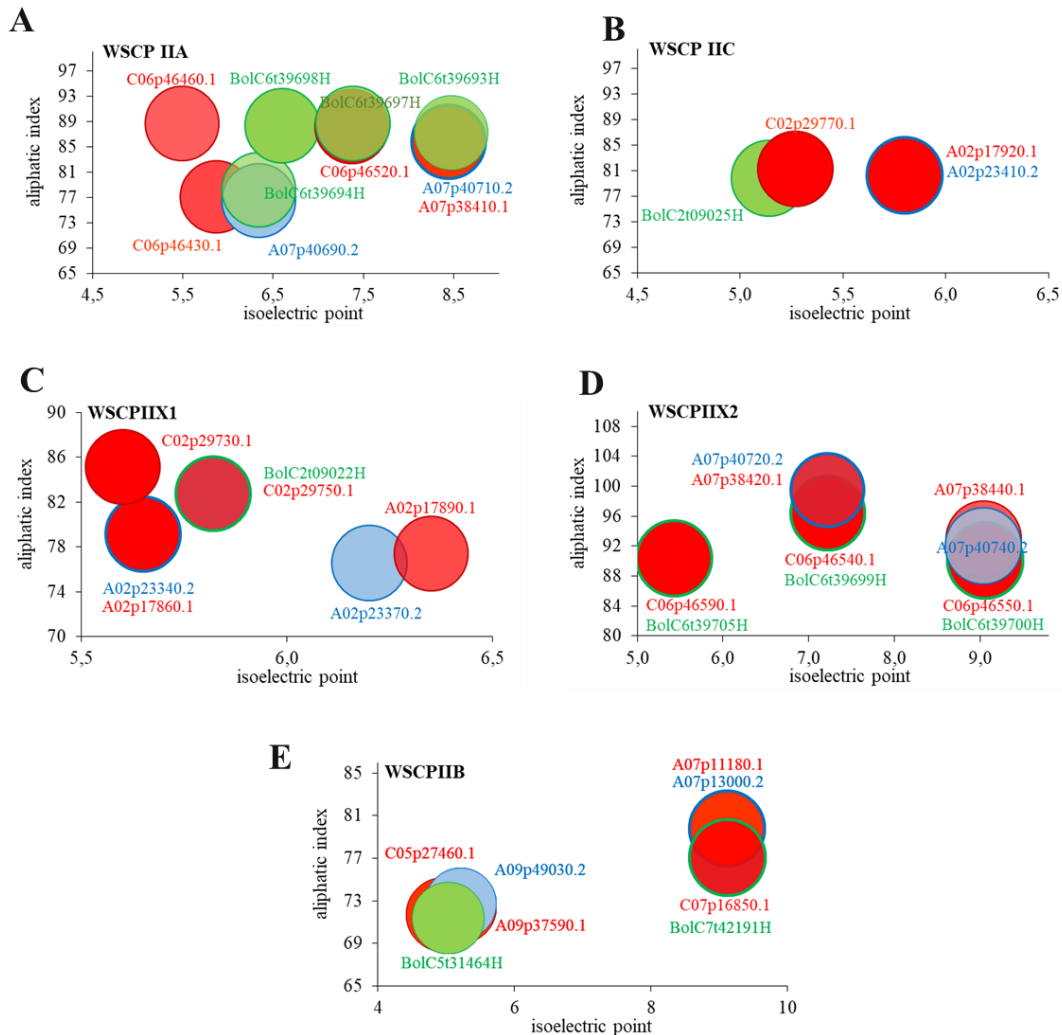 A
WSCP IIA
aliphatic index
97
93
89
85
81
77
73
69
65
C06p46460.1
BolC6t39698H
BolC6t39693H
BolC6t39697H
C06p46520.1
BolC6t39694H
A07p40710.2
A07p38410.1
C06p46430.1
A07p40690.2
4,5
5,5
6,5
7,5
8,5
isoelectric point
B
WSCP IIC
aliphatic index
97
93
89
85
81
77
73
69
65
C02p29770.1
A02p17920.1
A02p23410.2
BolC2t09025H
4,5
5,0
5,5
6,0
6,5
isoelectric point
C
WSCPIIX1
aliphatic index
90
86
82
78
74
70
C02p29730.1
BolC2t09022H
C02p29750.1
A02p17890.1
A02p23340.2
A02p17860.1
A02p23370.2
5,5
6,0
6,5
isoelectric point
D
WSCPIIX2
aliphatic index
108
104
100
96
92
88
84
80
A07p40720.2
A07p38420.1
A07p38440.1
A07p40740.2
C06p46540.1
BolC6t39699H
C06p46590.1
BolC6t39705H
C06p46550.1
BolC6t39700H
5,0
6,0
7,0
8,0
9,0
isoelectric point
E
WSCPIIB
aliphatic index
85
81
77
73
69
65
A07p11180.1
A07p13000.2
C05p27460.1
A09p49030.2
A09p37590.1
BolC5t31464H
C07p16850.1
BolC7t42191H
4
6
8
10
isoelectric point